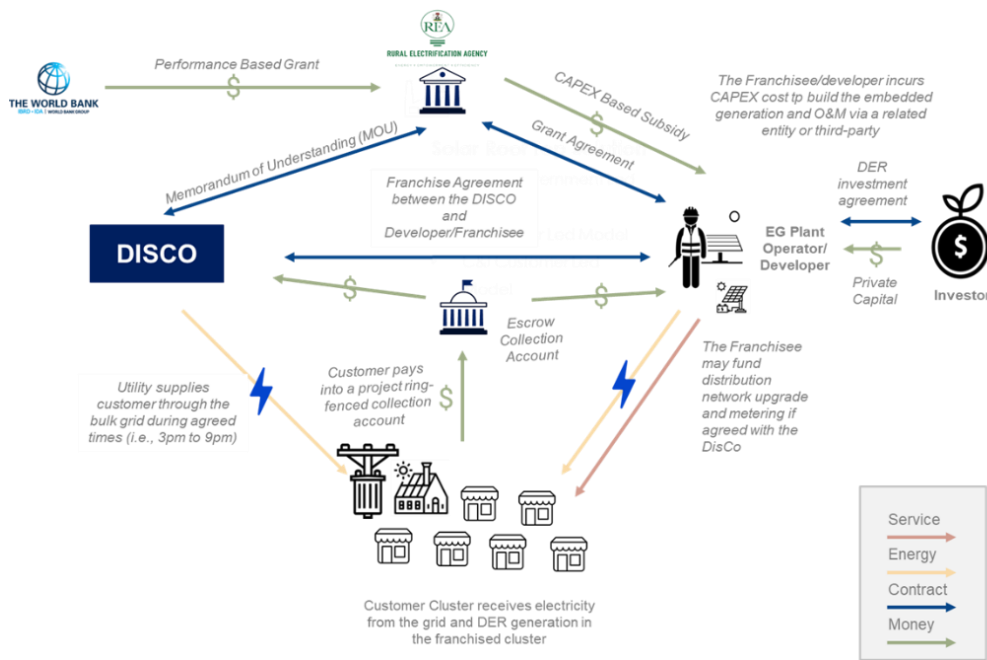 REA
RURAL ELECTRIFICATION AGENCY
Performance Based Grant
$
THE WORLD BANK
IBRD • IDA | WORLD BANK GROUP
CAPEX Based Subsidy
$
The Franchisee/developer incurs
CAPEX cost tp build the embedded
generation and O&M via a related
entity or third-party
Memorandum of Understanding (MOU)
Grant Agreement
Franchise Agreement
between the DISCO
and
Developer/Franchisee
DER
investment
agreement
DISCO
EG Plant
Operator/
Developer
$
$
Private
Capital
Investor
$
$
Escrow
Collection
Account
Customer pays
into a project ring-
fenced collection
account
$
Utility supplies
customer through the
bulk grid during agreed
times (i.e., 3pm to 9pm)
The Franchisee
may fund
distribution
network upgrade
and metering if
agreed with the
DisCo
Customer Cluster receives electricity
from the grid and DER generation in
the franchised cluster
Service
Energy
Contract
Money